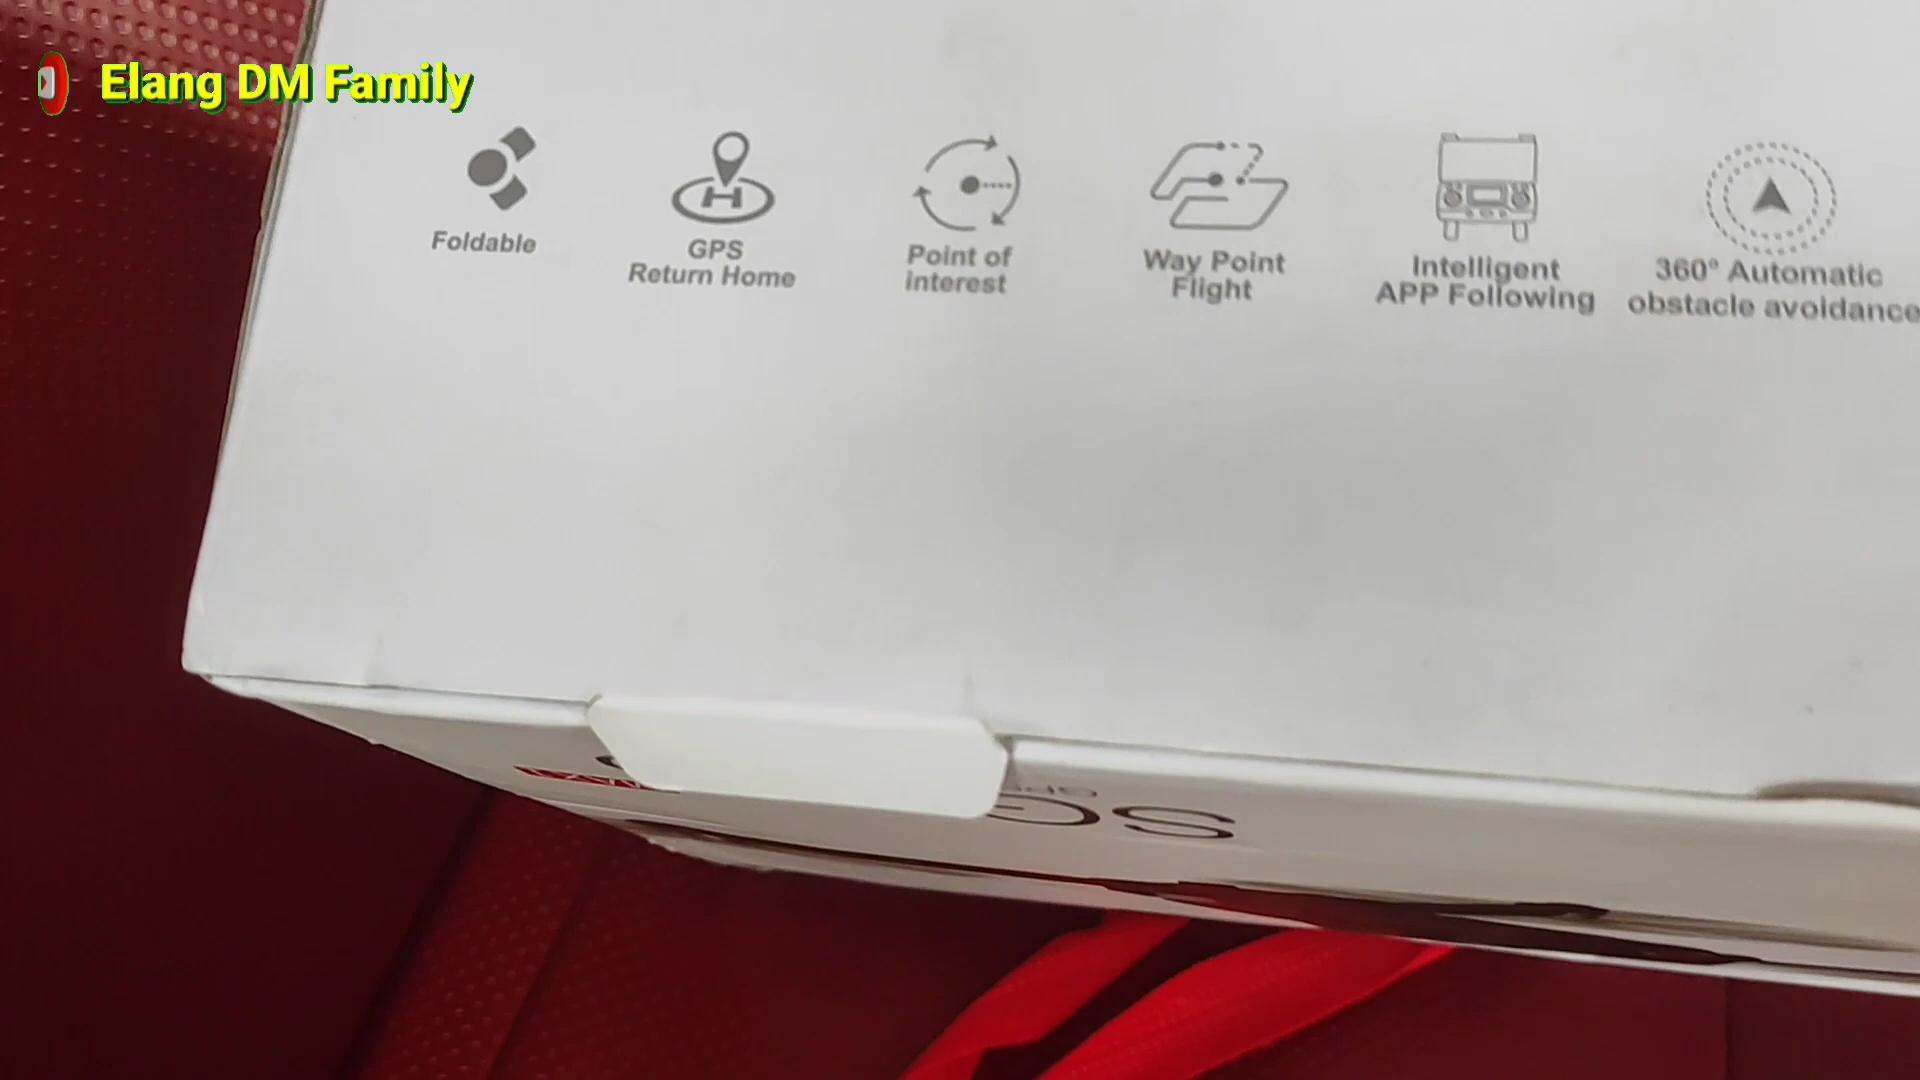 Elang DM Family
Foldable
GPS
Return Home
Point of
interest
Way Point
Flight
Intelligent
APP Following
360° Automatic
obstacle avoidance
SG